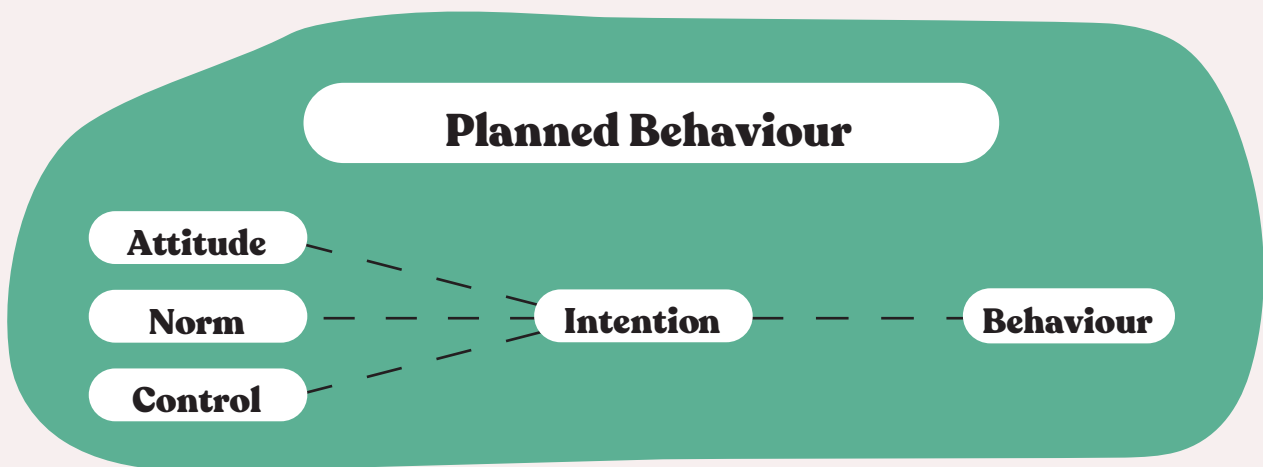 Planned Behaviour
Attitude
Norm
Control
Intention
Behaviour